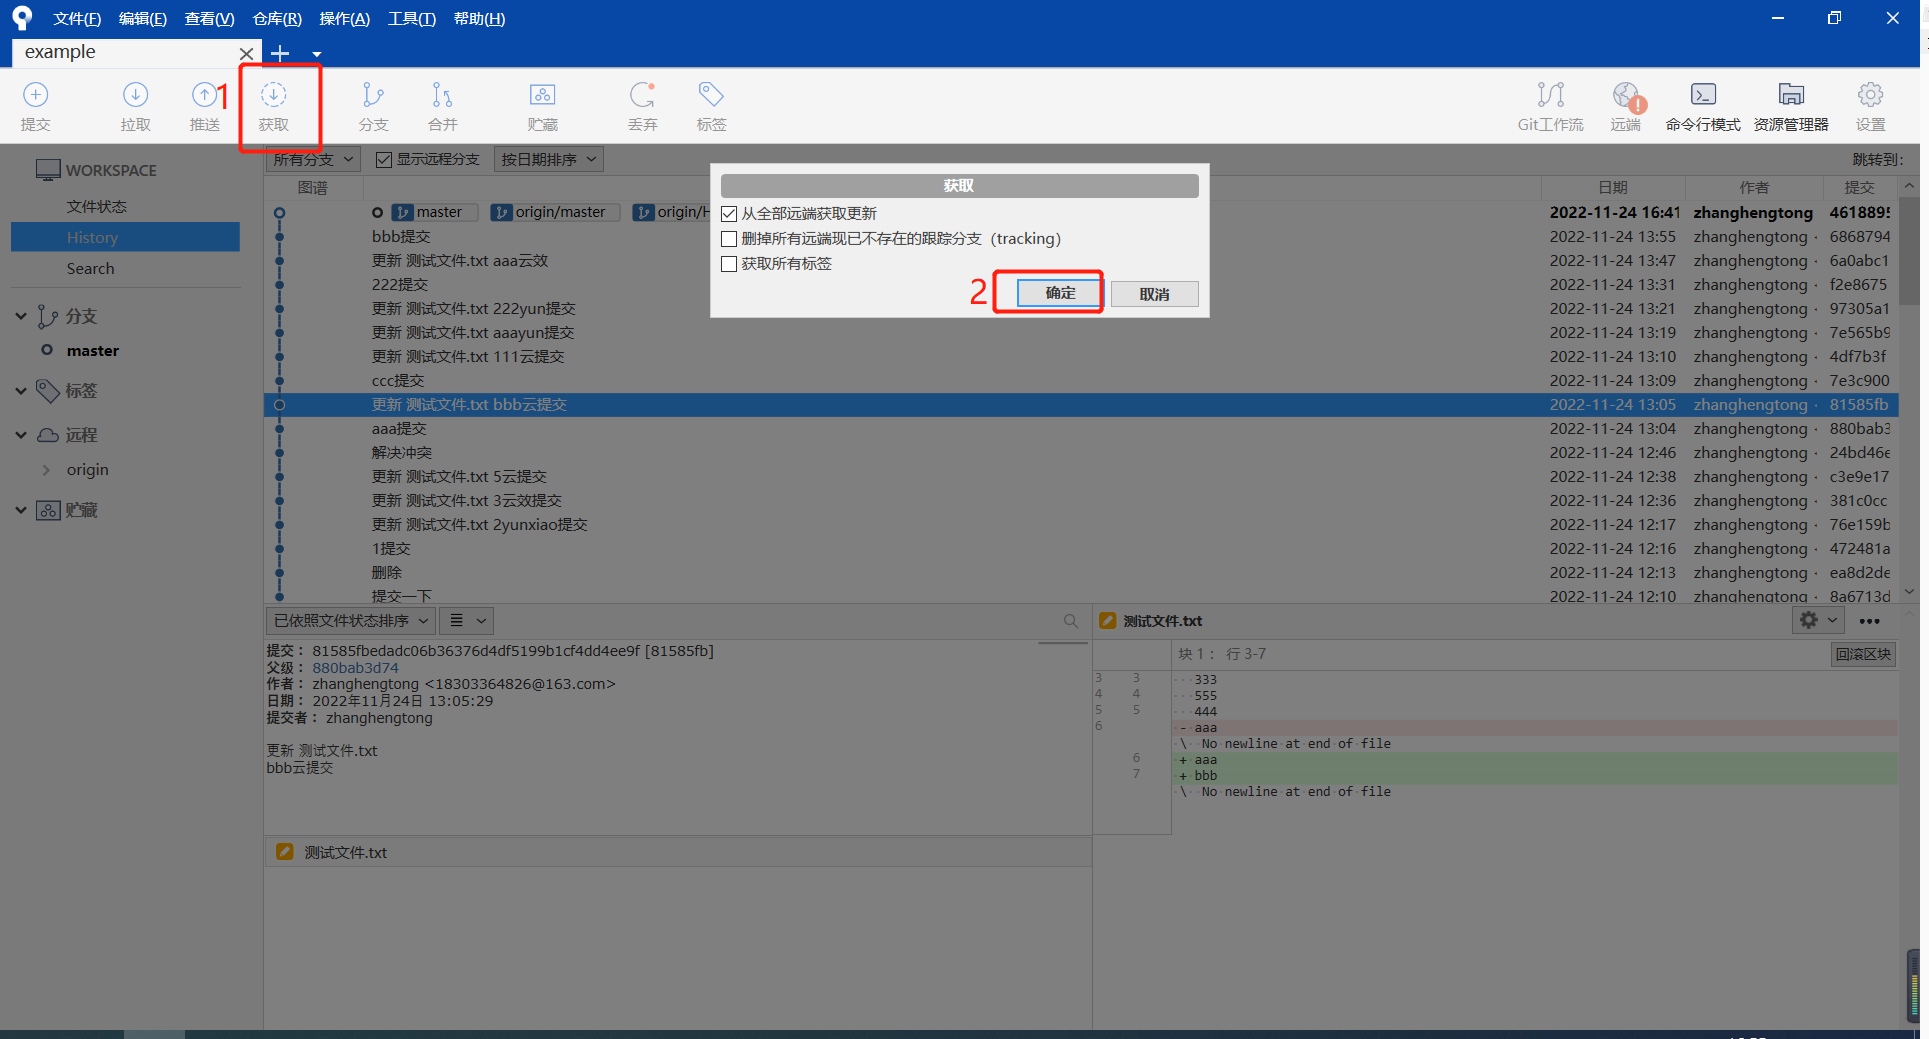 文件(F) 编辑(E) 查看(V) 仓库(R) 操作(A) 工具(T) 帮助(H)
example
提交 拉取 推送 1 获取 分支 合并 贮藏 丢弃 标签 Git工作流 远端 命令行模式 资源管理器 设置
WORKSPACE
文件状态
History
Search
分支
master
标签
远程
origin
贮藏
所有分支 显示远程分支 按日期排序 跳转到:
图谱 日期 作者 提交
master origin/master origin/H 2022-11-24 16:41 zhanghengtong 4618895
bbb提交 2022-11-24 13:55 zhanghengtong 6868794
更新 测试文件.txt aaa云效 2022-11-24 13:47 zhanghengtong 6a0abc1
222提交 2022-11-24 13:31 zhanghengtong f2e8675
更新 测试文件.txt 222yun提交 2022-11-24 13:21 zhanghengtong 97305a1
更新 测试文件.txt aaayun提交 2022-11-24 13:19 zhanghengtong 7e565b9
更新 测试文件.txt 111云提交 2022-11-24 13:10 zhanghengtong 4df7b3f
ccc提交 2022-11-24 13:09 zhanghengtong 7e3c900
更新 测试文件.txt bbb云提交 2022-11-24 13:05 zhanghengtong 81585fb
aaa提交 2022-11-24 13:04 zhanghengtong 880bab3
解决冲突 2022-11-24 12:46 zhanghengtong 24bd46e
更新 测试文件.txt 5云提交 2022-11-24 12:38 zhanghengtong c3e9e17
更新 测试文件.txt 3云效提交 2022-11-24 12:36 zhanghengtong 381c0cc
更新 测试文件.txt 2yunxiao提交 2022-11-24 12:17 zhanghengtong 76e159b
1提交 2022-11-24 12:16 zhanghengtong 472481a
删除 2022-11-24 12:13 zhanghengtong ea8d2de
提交一下 2022-11-24 12:10 zhanghengtong 8a6713d
获取
从全部远端获取更新
删掉所有远端现已不存在的跟踪分支（tracking）
获取所有标签
2 确定 取消
已依照文件状态排序
提交： 81585fbedadc06b36376d4df5199b1cf4dd4ee9f [81585fb]
父级： 880bab3d74
作者： zhanghengtong <18303364826@163.com>
日期： 2022年11月24日 13:05:29
提交者： zhanghengtong
更新 测试文件.txt
bbb云提交
测试文件.txt
测试文件.txt
块 1： 行 3-7 回滚区块
3 3 333
4 4 555
5 5 444
6 - aaa
\ No newline at end of file
6 + aaa
7 + bbb
\ No newline at end of file